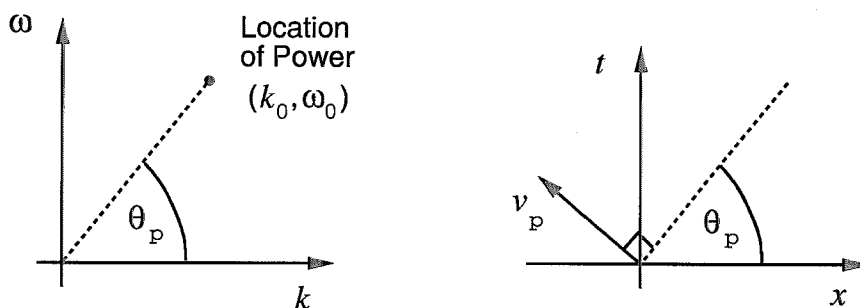 ω
Location
of Power
(k₀, ω₀)
θₚ
k
t
vₚ
θₚ
x